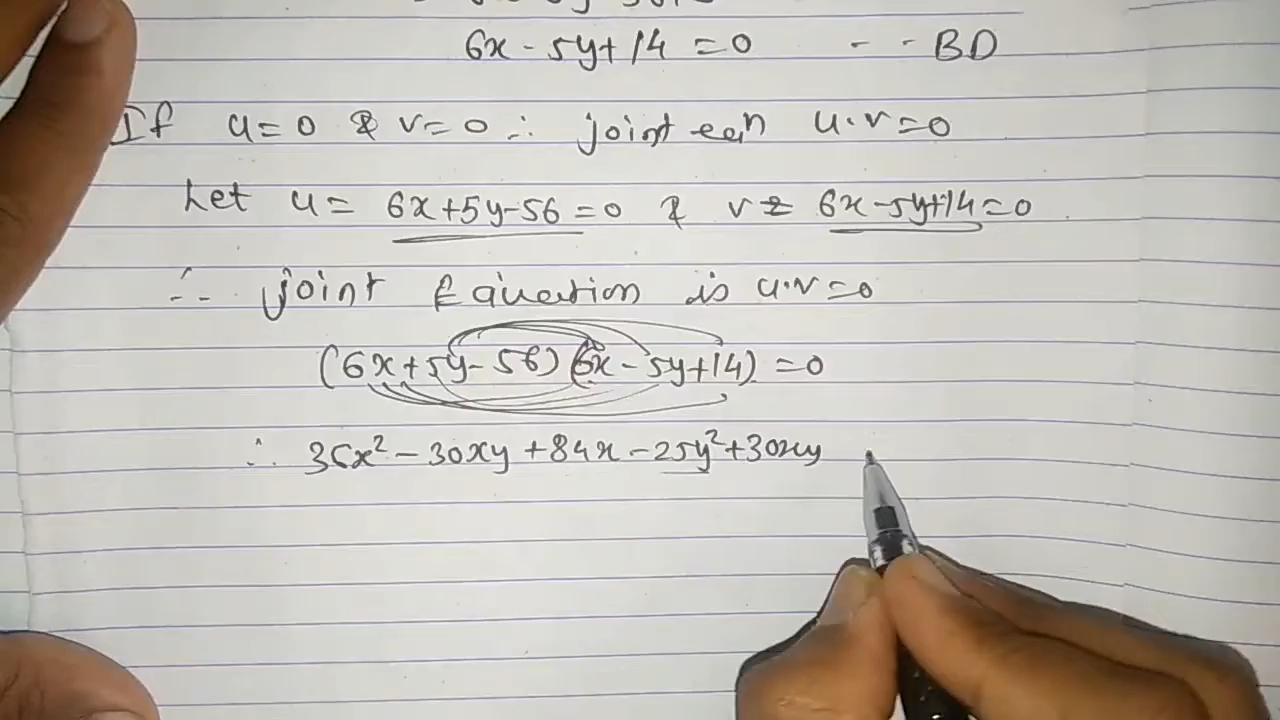 6x - 5y + 14 = 0 - - BD
If u = 0 & v = 0 ∴ joint eqn u·v = 0
Let u = 6x + 5y - 56 = 0 & v = 6x - 5y + 14 = 0
∴ joint Equation is u·v = 0
(6x + 5y - 56) (6x - 5y + 14) = 0
∴ 36x² - 30xy + 84x - 25y² + 30xy